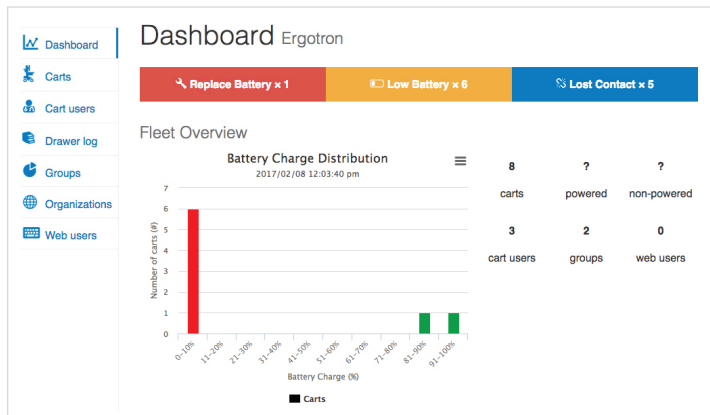 Dashboard
Carts
Cart users
Drawer log
Groups
Organizations
Web users
Dashboard Ergotron
Replace Battery × 1
Low Battery × 6
Lost Contact × 5
Fleet Overview
Battery Charge Distribution
2017/02/08 12:03:40 pm
Number of carts (#)
7
6
5
4
3
2
1
0
0-10%
11-20%
21-30%
31-40%
41-50%
51-60%
61-70%
71-80%
81-90%
91-100%
Battery Charge (%)
Carts
8 ? ?
carts powered non-powered
3 2 0
cart users groups web users